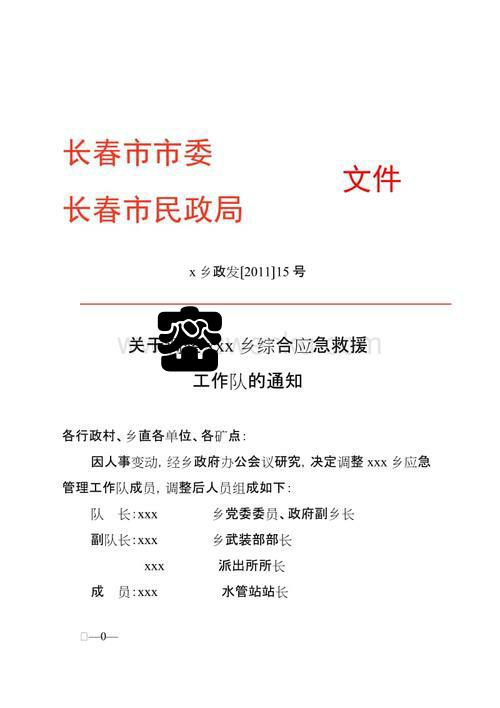 长春市市委
文件
长春市民政局
x 乡政发[2011]15 号
关于 xx 乡综合应急救援
工作队的通知
各行政村、乡直各单位、各矿点：
因人事变动，经乡政府办公会议研究，决定调整 xxx 乡应急
管理工作队成员，调整后人员组成如下：
队 长：xxx 乡党委委员、政府副乡长
副队长：xxx 乡武装部部长
xxx 派出所所长
成 员：xxx 水管站站长
—0—